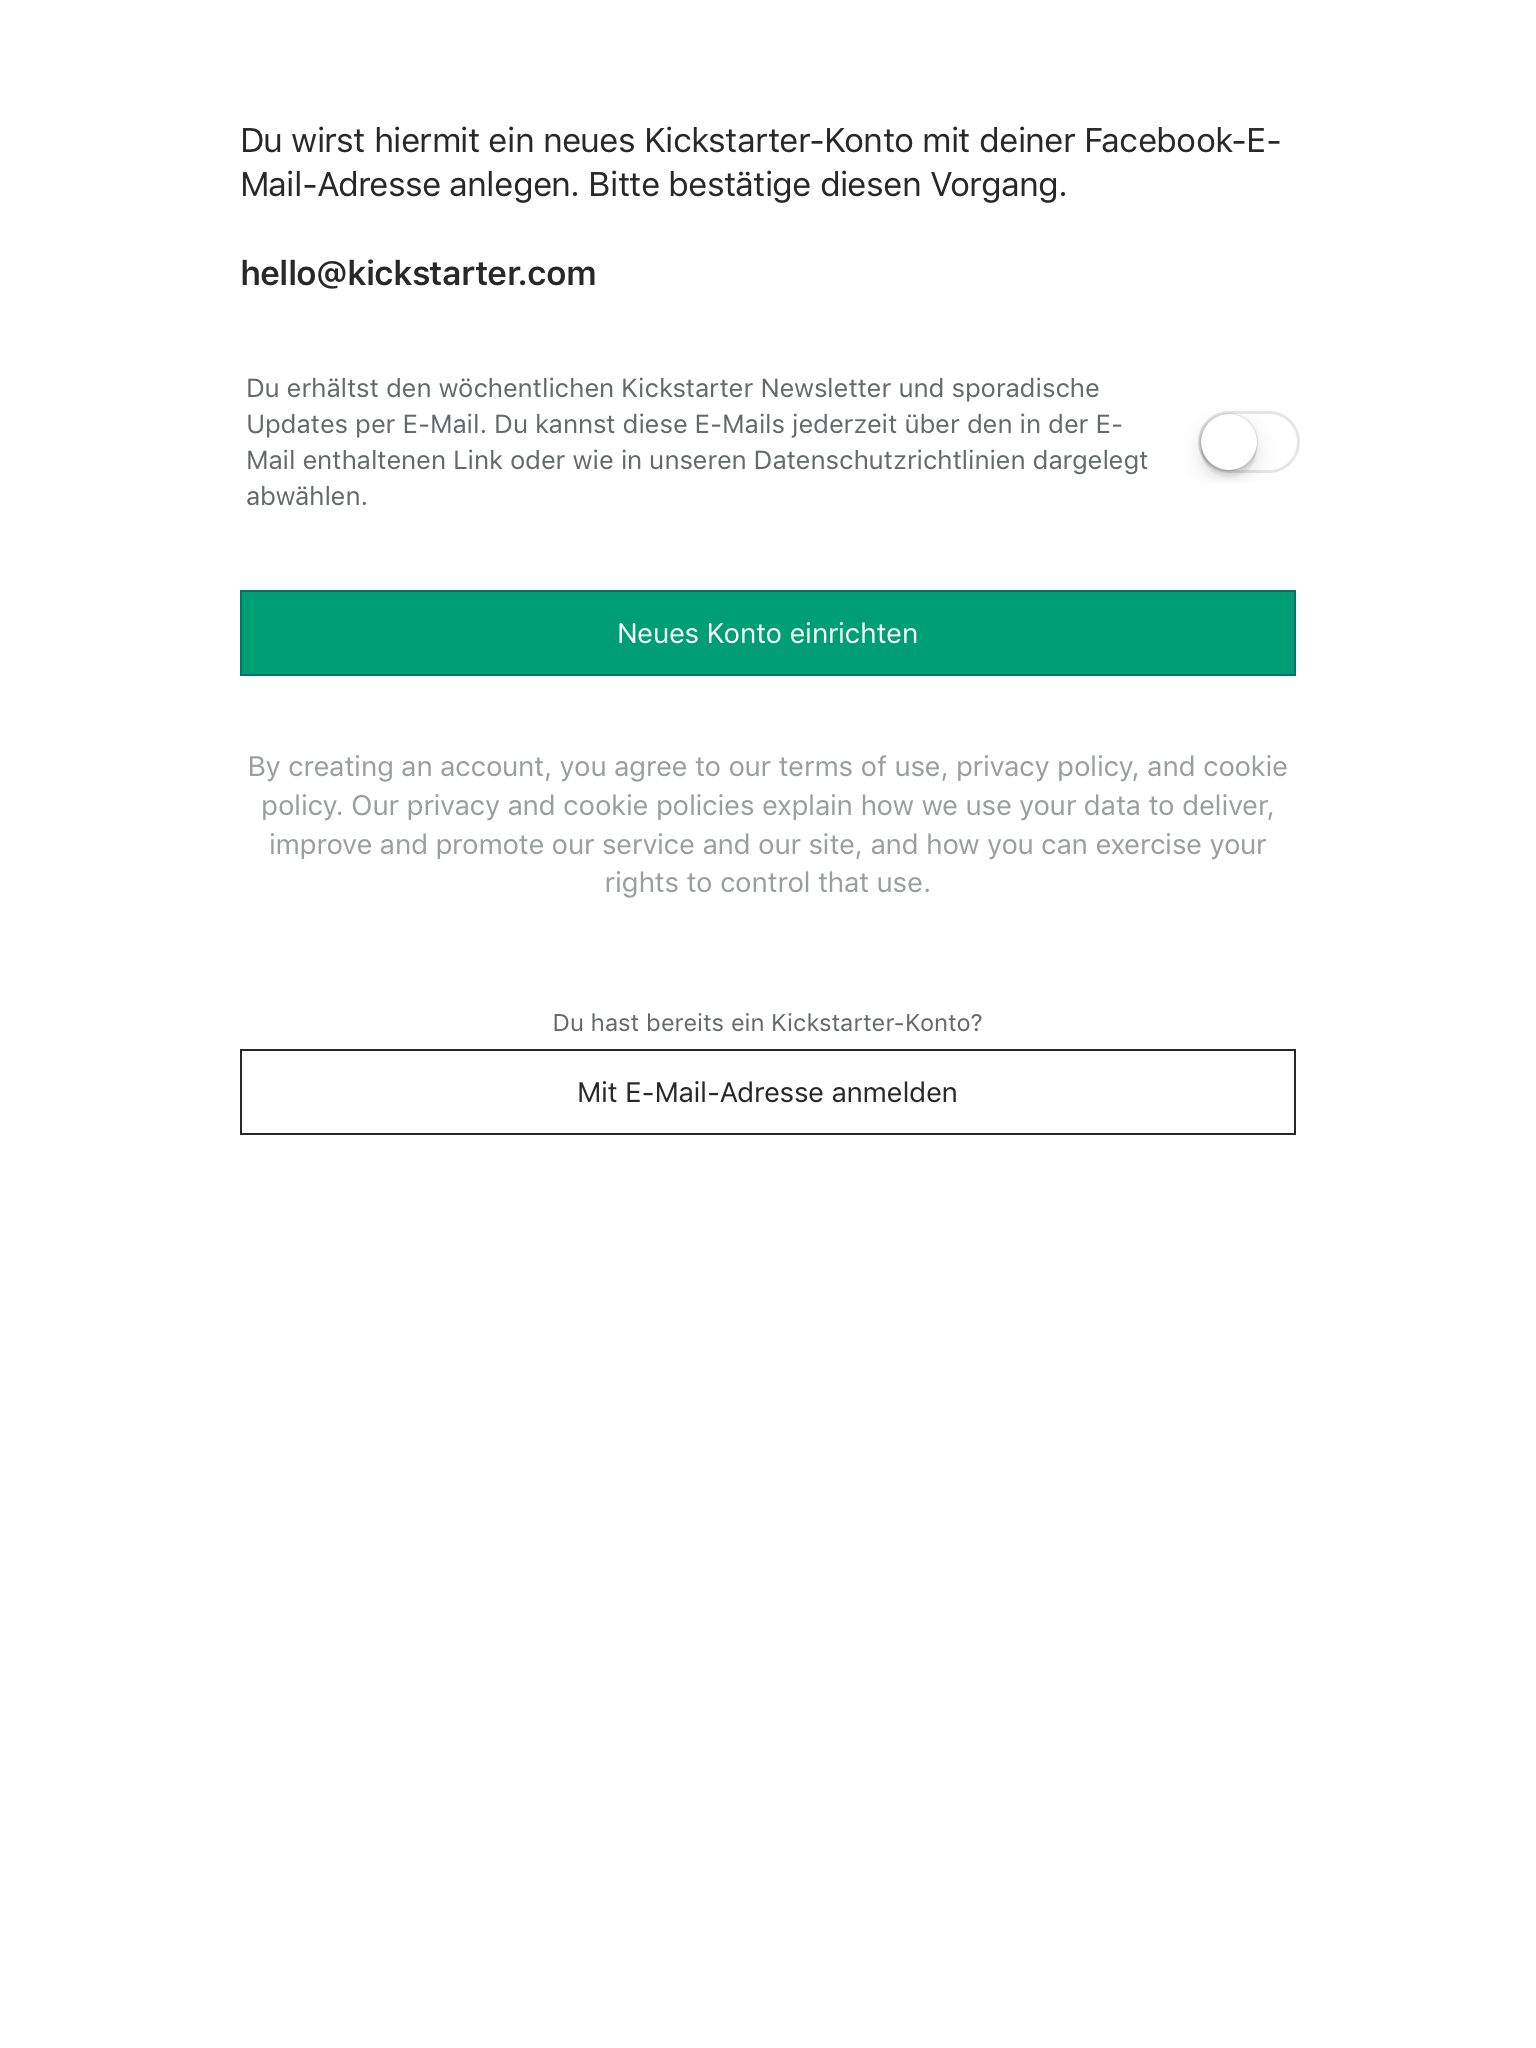 Du wirst hiermit ein neues Kickstarter-Konto mit deiner Facebook-E-
Mail-Adresse anlegen. Bitte bestätige diesen Vorgang.
hello@kickstarter.com
Du erhältst den wöchentlichen Kickstarter Newsletter und sporadische
Updates per E-Mail. Du kannst diese E-Mails jederzeit über den in der E-
Mail enthaltenen Link oder wie in unseren Datenschutzrichtlinien dargelegt
abwählen.
Neues Konto einrichten
By creating an account, you agree to our terms of use, privacy policy, and cookie
policy. Our privacy and cookie policies explain how we use your data to deliver,
improve and promote our service and our site, and how you can exercise your
rights to control that use.
Du hast bereits ein Kickstarter-Konto?
Mit E-Mail-Adresse anmelden